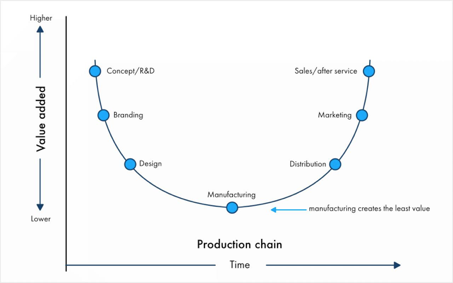 Higher
Value added
Lower
Concept/R&D
Branding
Design
Manufacturing
Sales/after service
Marketing
Distribution
manufacturing creates the least value
Production chain
Time